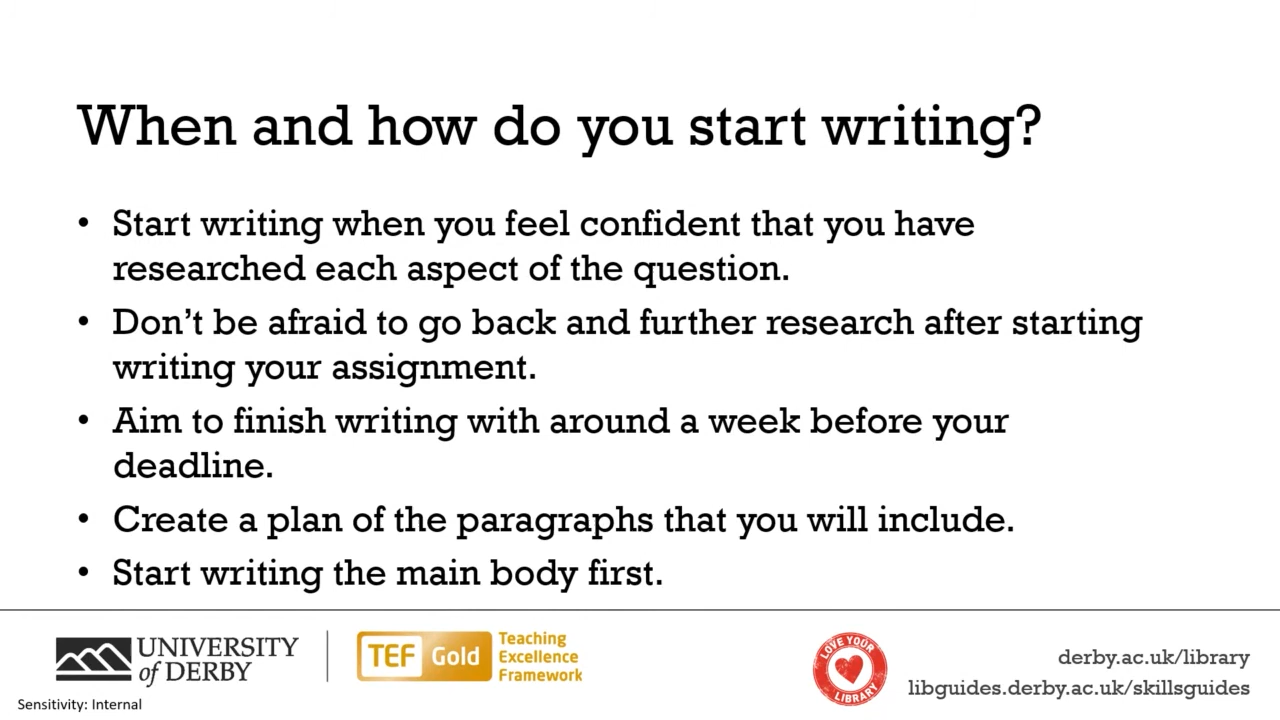 When and how do you start writing?
• Start writing when you feel confident that you have
researched each aspect of the question.
• Don't be afraid to go back and further research after starting
writing your assignment.
• Aim to finish writing with around a week before your
deadline.
• Create a plan of the paragraphs that you will include.
• Start writing the main body first.
UNIVERSITY
of DERBY
TEF Gold
Teaching
Excellence
Framework
LOVE YOUR
LIBRARY
derby.ac.uk/library
libguides.derby.ac.uk/skillsguides
Sensitivity: Internal